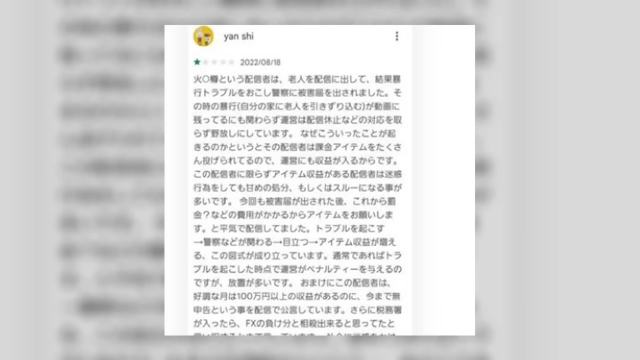 yan shi
2022/08/18
火〇樽という配信者は、老人を配信に出して、結果暴
行トラブルをおこし警察に被害届を出されました。そ
の時の暴行(自分の家に老人を引きずり込む)が動画に
残ってるにも関わらず運営は配信休止などの対応を取
らず野放しにしています。 なぜこういったことが起
きるのかというとその配信者は課金アイテムをたくさ
ん投げられてるので、運営にも収益が入るからです。
この配信者に限らずアイテム収益がある配信者は迷惑
行為をしても甘めの処分、もしくはスルーになる事が
多いです。 今回も被害届が出された後、これから罰
金？などの費用がかかるからアイテムをお願いしま
す。と平気で配信してました。トラブルを起こす
→警察などが関わる→目立つ→アイテム収益が増え
る、この図式が成り立っています。通常であればトラ
ブルを起こした時点で運営がペナルティーを与えるの
ですが、放置が多いです。 おまけにこの配信者は、
好調な月は100万円以上の収益があるのに、今まで無
申告という事を配信で公言しています。さらに税務署
が入ったら、FXの負け分と相殺出来ると思ってたと